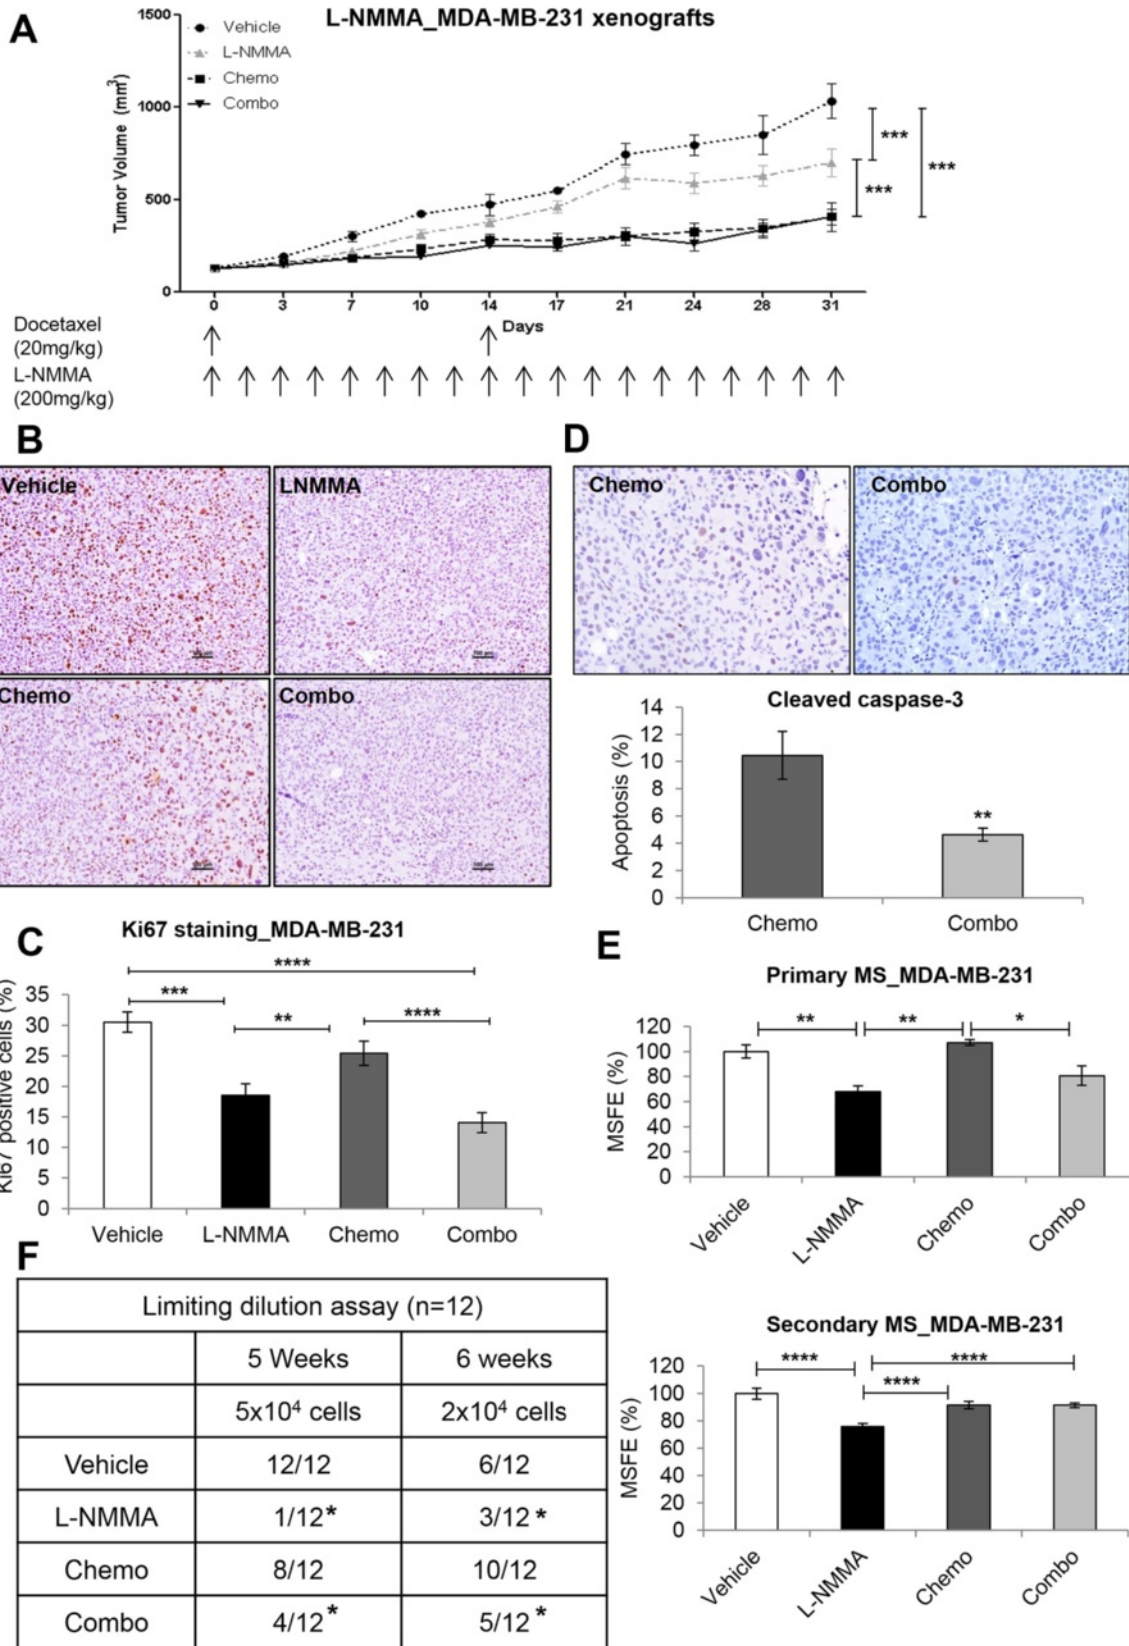 A
L-NMMA_MDA-MB-231 xenografts
Vehicle
L-NMMA
Chemo
Combo
Tumor Volume (mm³)
1500
1000
500
0
***
***
***
0 3 7 10 14 17 21 24 28 31
Days
Docetaxel
(20mg/kg)
L-NMMA
(200mg/kg)
B
Vehicle
LNMMA
Chemo
Combo
C
Ki67 staining_MDA-MB-231
****
***
**
****
Ki67 positive cells (%)
35
30
25
20
15
10
5
0
Vehicle L-NMMA Chemo Combo
D
Chemo
Combo
Cleaved caspase-3
Apoptosis (%)
14
12
10
8
6
4
2
0
**
Chemo Combo
E
Primary MS_MDA-MB-231
** ** *
MSFE (%)
120
100
80
60
40
20
0
Vehicle L-NMMA Chemo Combo
Secondary MS_MDA-MB-231
**** ****
****
MSFE (%)
120
100
80
60
40
20
0
Vehicle L-NMMA Chemo Combo
F
Limiting dilution assay (n=12)
5 Weeks 6 weeks
5x10⁴ cells 2x10⁴ cells
Vehicle 12/12 6/12
L-NMMA 1/12* 3/12 *
Chemo 8/12 10/12
Combo 4/12* 5/12 *